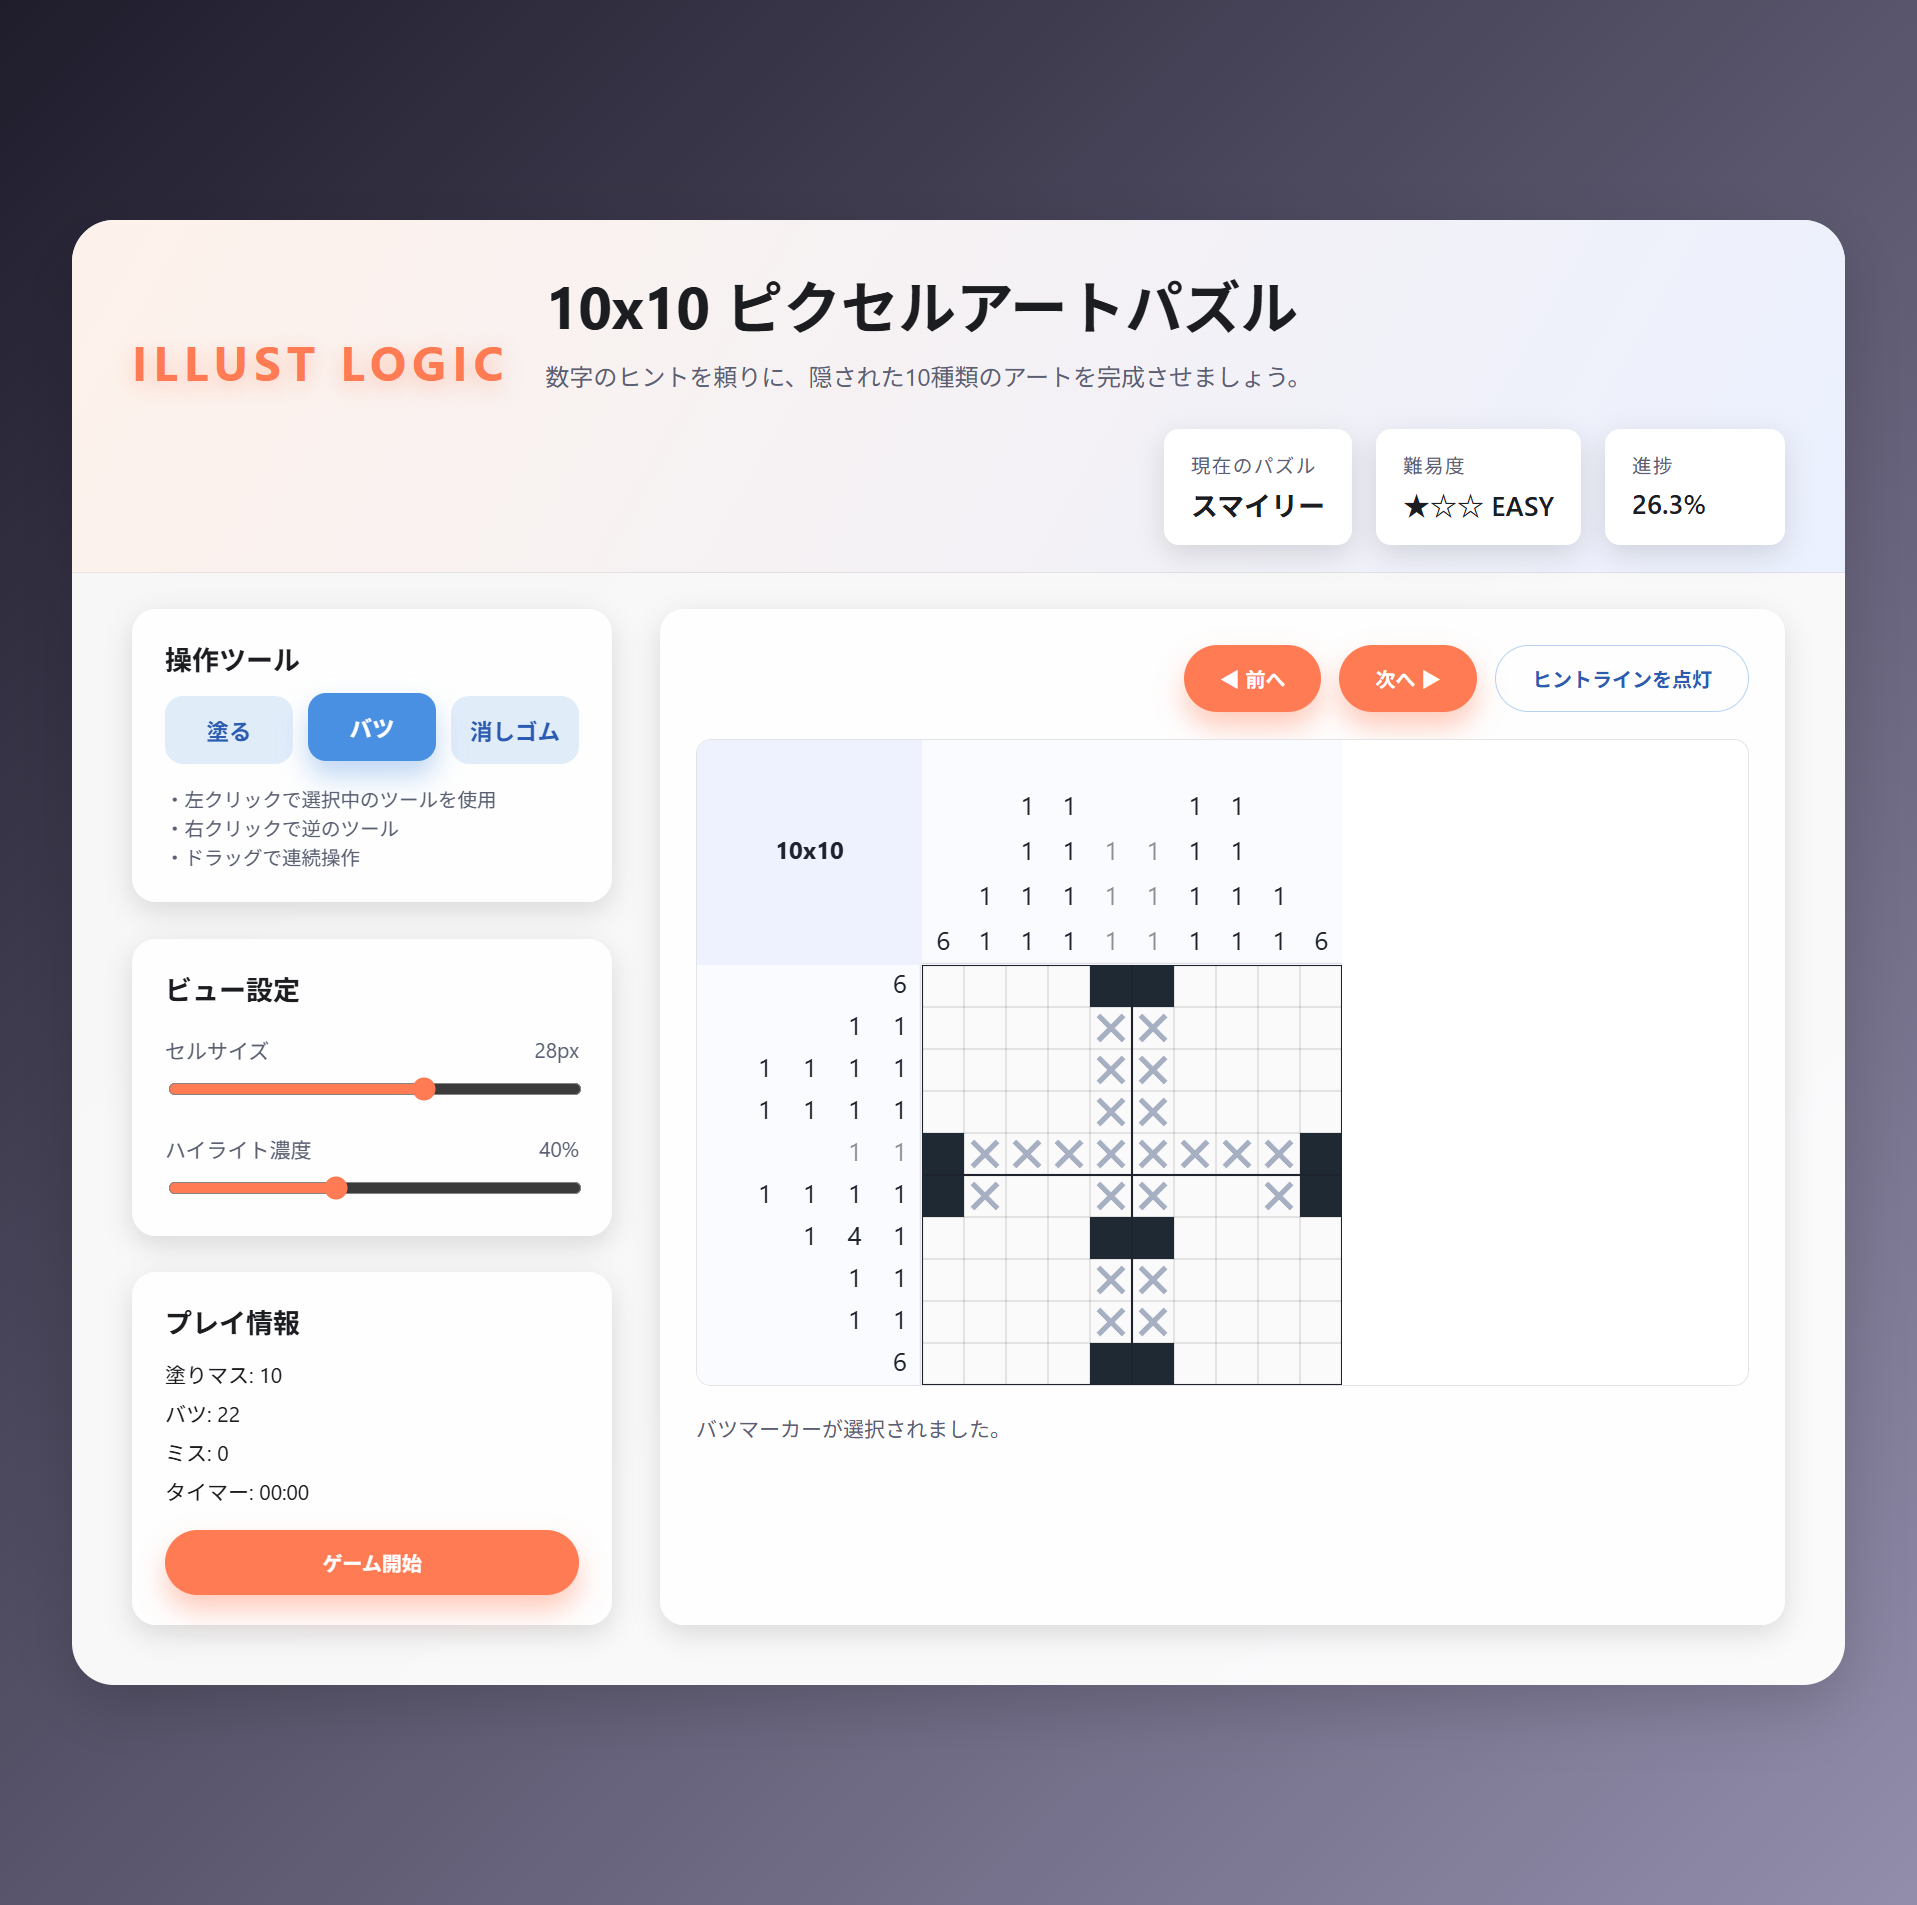 ILLUST LOGIC
10x10 ピクセルアートパズル
数字のヒントを頼りに、隠された10種類のアートを完成させましょう。
現在のパズル
スマイリー
難易度
★☆☆ EASY
進捗
26.3%
操作ツール
塗る
バツ
消しゴム
・左クリックで選択中のツールを使用
・右クリックで逆のツール
・ドラッグで連続操作
ビュー設定
セルサイズ 28px
ハイライト濃度 40%
プレイ情報
塗りマス: 10
バツ: 22
ミス: 0
タイマー: 00:00
ゲーム開始
◀ 前へ
次へ ▶
ヒントラインを点灯
10x10
1 1 1 1
1 1 1 1 1 1
1 1 1 1 1 1 1 1
6 1 1 1 1 1 1 1 1 6
6
1 1
1 1 1 1
1 1 1 1
1 1
1 1 1 1
1 4 1
1 1
1 1
6
バツマーカーが選択されました。